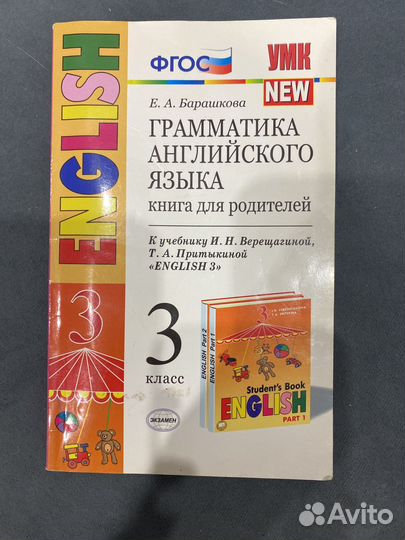 ENGLISH
3
ФГОС
УМК
NEW
Е. А. Барашкова
ГРАММАТИКА
АНГЛИЙСКОГО
ЯЗЫКА
книга для родителей
К учебнику И. Н. Верещагиной,
Т. А. Притыкиной
«ENGLISH 3»
3
класс
ENGLISH Part 2
ENGLISH Part 1
3
Student's Book
ENGLISH
PART 1
ЭКЗАМЕН
Avito